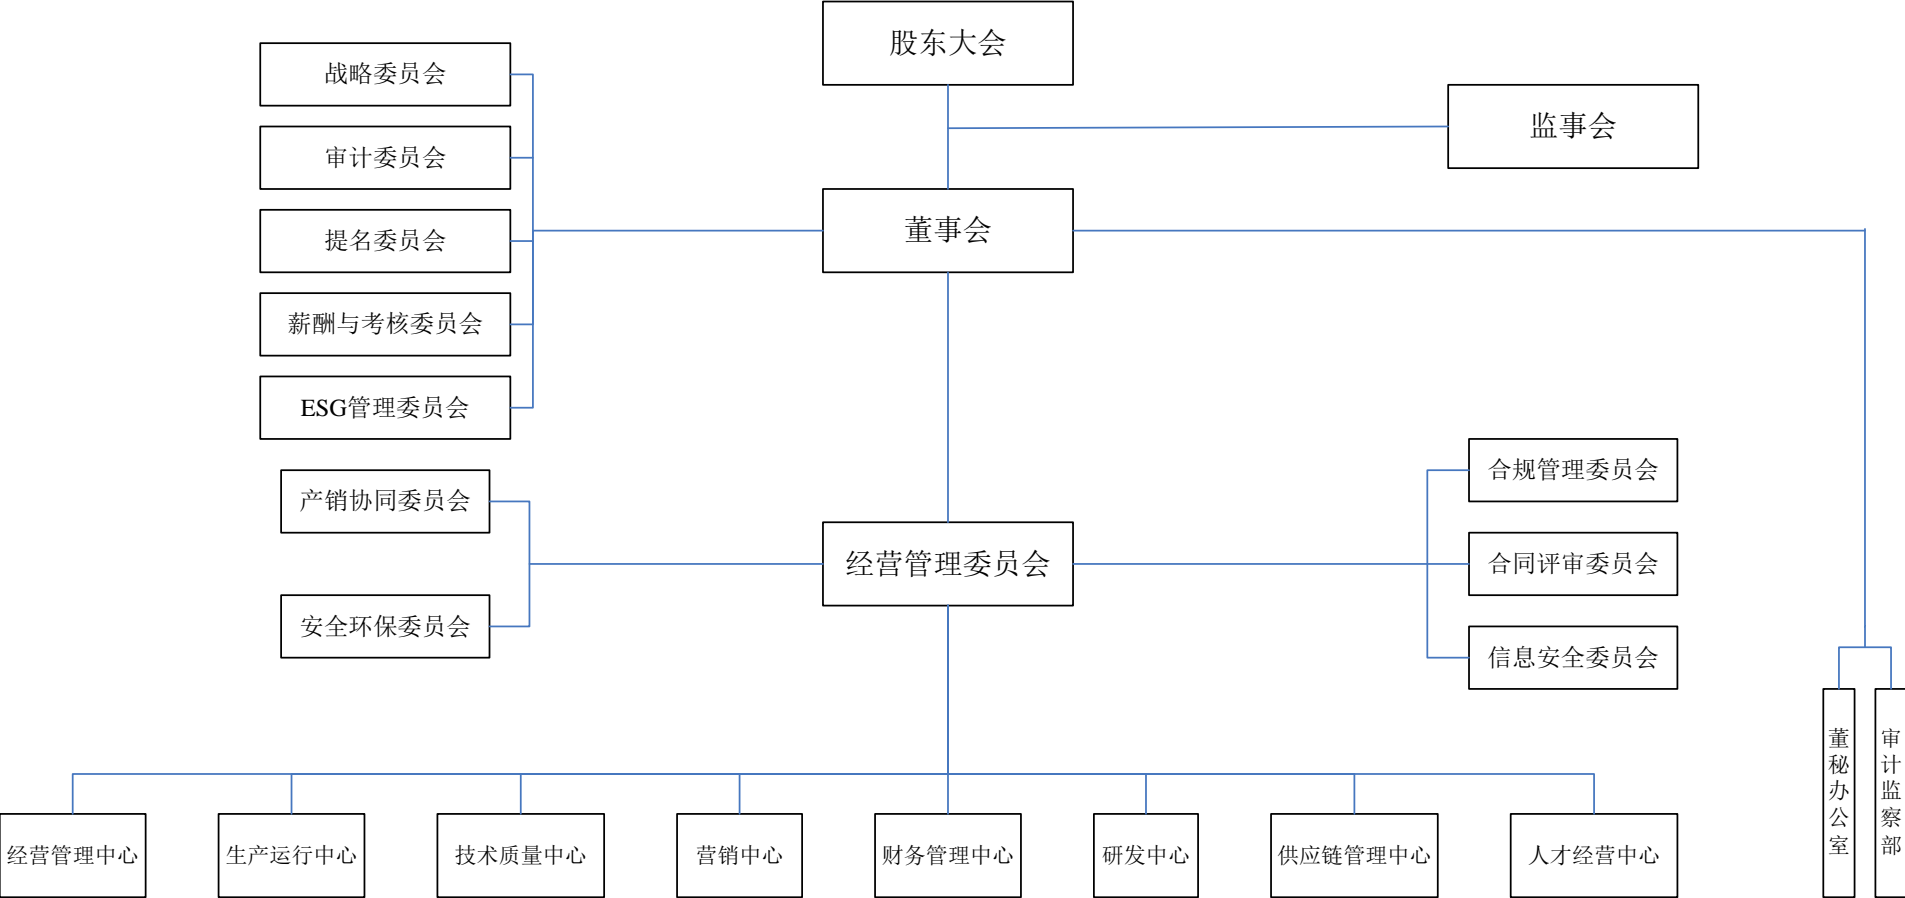 股东大会
战略委员会
监事会
审计委员会
提名委员会
董事会
薪酬与考核委员会
ESG管理委员会
产销协同委员会
合规管理委员会
经营管理委员会
合同评审委员会
安全环保委员会
信息安全委员会
董秘办公室
审计监察部
经营管理中心
生产运行中心
技术质量中心
营销中心
财务管理中心
研发中心
供应链管理中心
人才经营中心